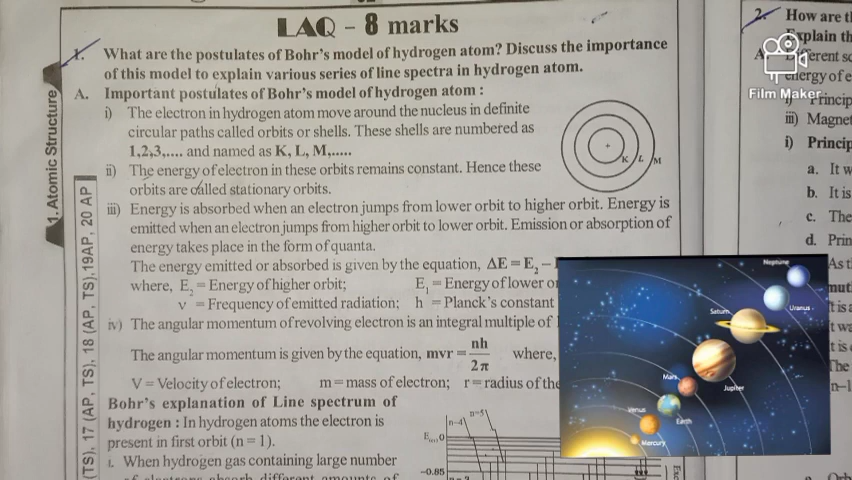 LAQ - 8 marks
1. What are the postulates of Bohr's model of hydrogen atom? Discuss the importance
of this model to explain various series of line spectra in hydrogen atom.
A. Important postulates of Bohr's model of hydrogen atom :
i) The electron in hydrogen atom move around the nucleus in definite
circular paths called orbits or shells. These shells are numbered as
1,2,3,.... and named as K, L, M,.....
K L M
ii) The energy of electron in these orbits remains constant. Hence these
orbits are called stationary orbits.
iii) Energy is absorbed when an electron jumps from lower orbit to higher orbit. Energy is
emitted when an electron jumps from higher orbit to lower orbit. Emission or absorption of
energy takes place in the form of quanta.
The energy emitted or absorbed is given by the equation, ΔE = E₂ –
where, E₂ = Energy of higher orbit; E₁ = Energy of lower
ν = Frequency of emitted radiation; h = Planck's constant
iv) The angular momentum of revolving electron is an integral multiple of
The angular momentum is given by the equation, mvr = nh/2π where,
V = Velocity of electron; m = mass of electron; r = radius of the
Bohr's explanation of Line spectrum of
hydrogen : In hydrogen atoms the electron is
present in first orbit (n = 1).
i. When hydrogen gas containing large number
of electrons absorb different amounts of
n=4 n=5
0
-0.85
1. Atomic Structure
(TS), 17 (AP, TS), 18 (AP, TS),19AP, 20 AP
2. How are
Explain
Film Maker
i) Princip
iii) Magnet
i) Princip
a. It
b. It is
c. The
d. Prin
Neptune
Uranus
Saturn
Jupiter
Mars
Earth
Venus
Mercury